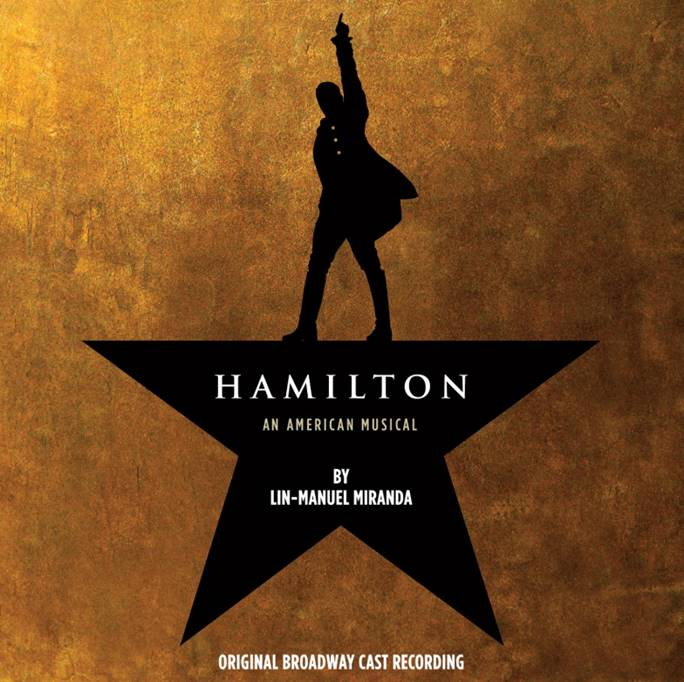 HAMILTON
AN AMERICAN MUSICAL
BY
LIN-MANUEL MIRANDA
ORIGINAL BROADWAY CAST RECORDING